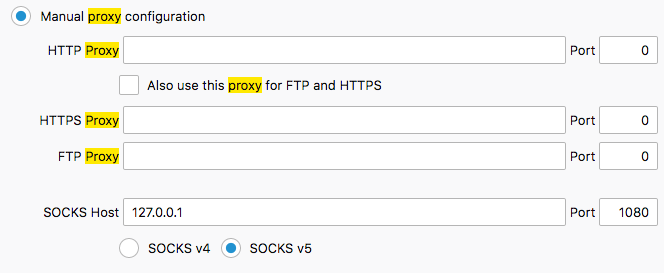 Manual proxy configuration
HTTP Proxy Port 0
Also use this proxy for FTP and HTTPS
HTTPS Proxy Port 0
FTP Proxy Port 0
SOCKS Host 127.0.0.1 Port 1080
SOCKS v4 SOCKS v5